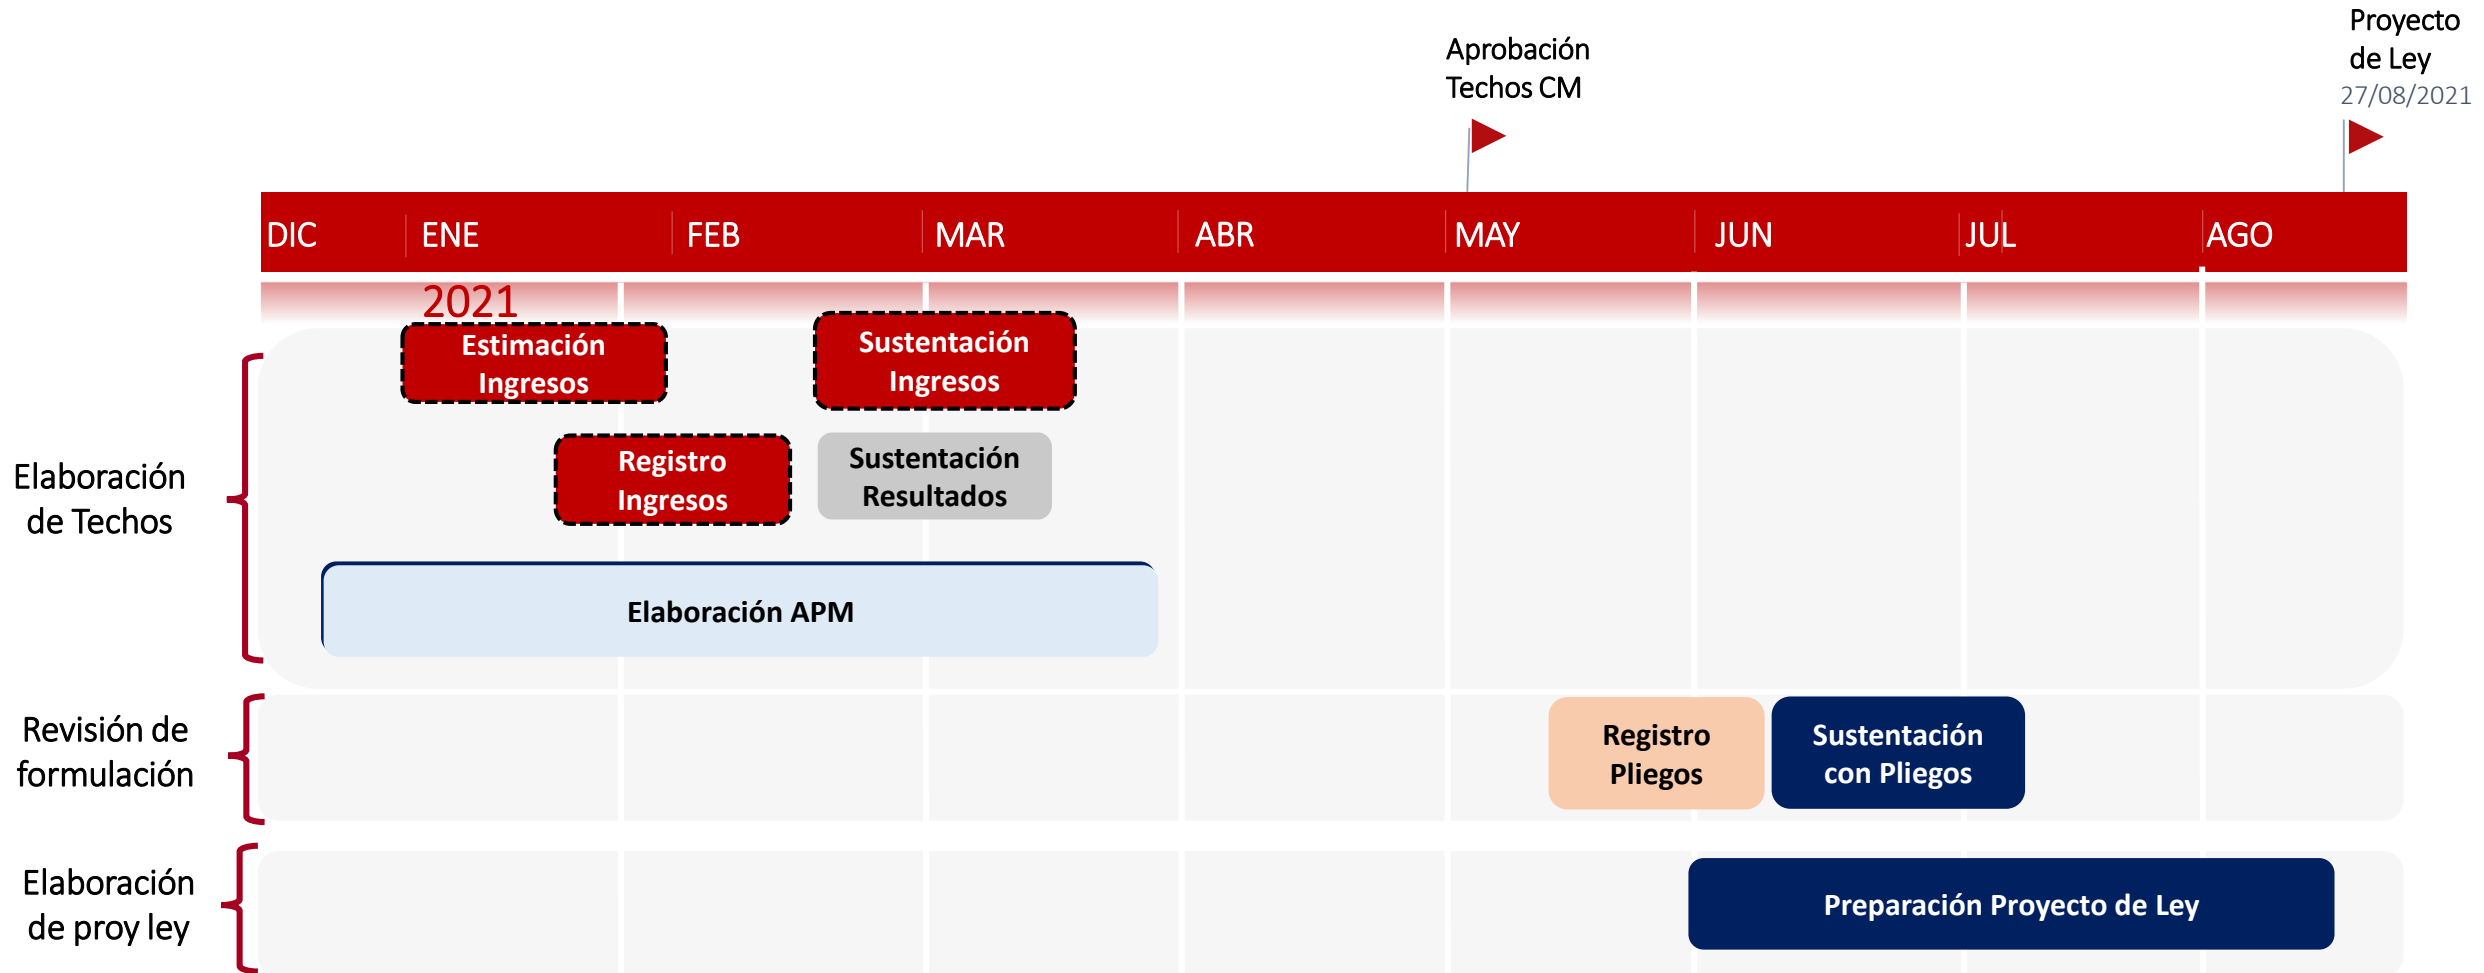 Proyecto
de Ley
27/08/2021
Aprobación
Techos CM
DIC ENE FEB MAR ABR MAY JUN JUL AGO
2021
Elaboración
de Techos
Estimación
Ingresos
Sustentación
Ingresos
Registro
Ingresos
Sustentación
Resultados
Elaboración APM
Revisión de
formulación
Registro
Pliegos
Sustentación
con Pliegos
Elaboración
de proy ley
Preparación Proyecto de Ley